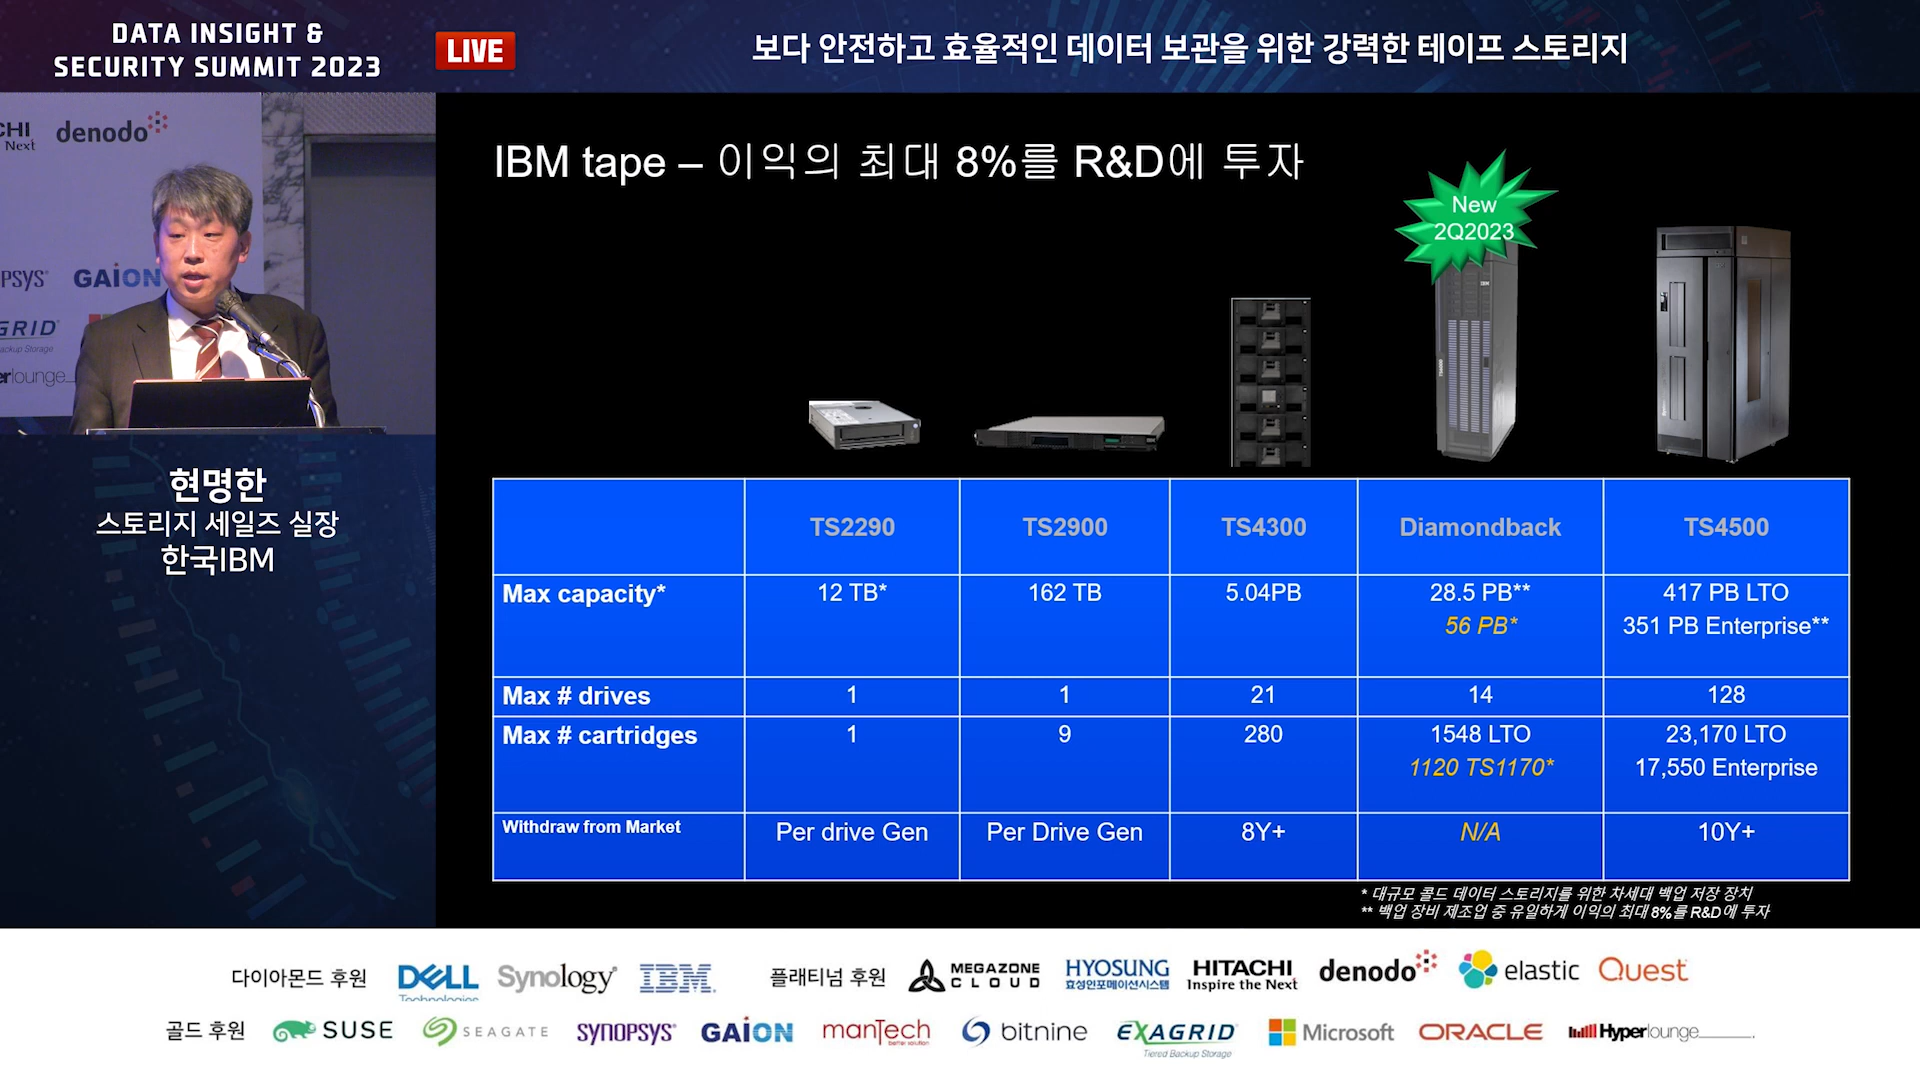 DATA INSIGHT &
SECURITY SUMMIT 2023
LIVE
보다 안전하고 효율적인 데이터 보관을 위한 강력한 테이프 스토리지
CHI
Next
denodo
PSYS
GAION
GRID
ackup Storage
erlounge
현명한
스토리지 세일즈 실장
한국IBM
IBM tape – 이익의 최대 8%를 R&D에 투자
New
2Q2023
TS2290 TS2900 TS4300 Diamondback TS4500
Max capacity* 12 TB* 162 TB 5.04PB 28.5 PB** 417 PB LTO
56 PB* 351 PB Enterprise**
Max # drives 1 1 21 14 128
Max # cartridges 1 9 280 1548 LTO 23,170 LTO
1120 TS1170* 17,550 Enterprise
Withdraw from Market Per drive Gen Per Drive Gen 8Y+ N/A 10Y+
* 대규모 콜드 데이터 스토리지를 위한 차세대 백업 저장 장치
** 백업 장비 제조업 중 유일하게 이익의 최대 8%를 R&D에 투자
다이아몬드 후원 DELL Technologies Synology IBM 플래티넘 후원 MEGAZONE CLOUD HYOSUNG 효성인포메이션시스템 HITACHI Inspire the Next denodo elastic Quest
골드 후원 SUSE SEAGATE SYNOPSYS GAION manTech bitnine EXAGRID Tiered Backup Storage Microsoft ORACLE Hyperlounge